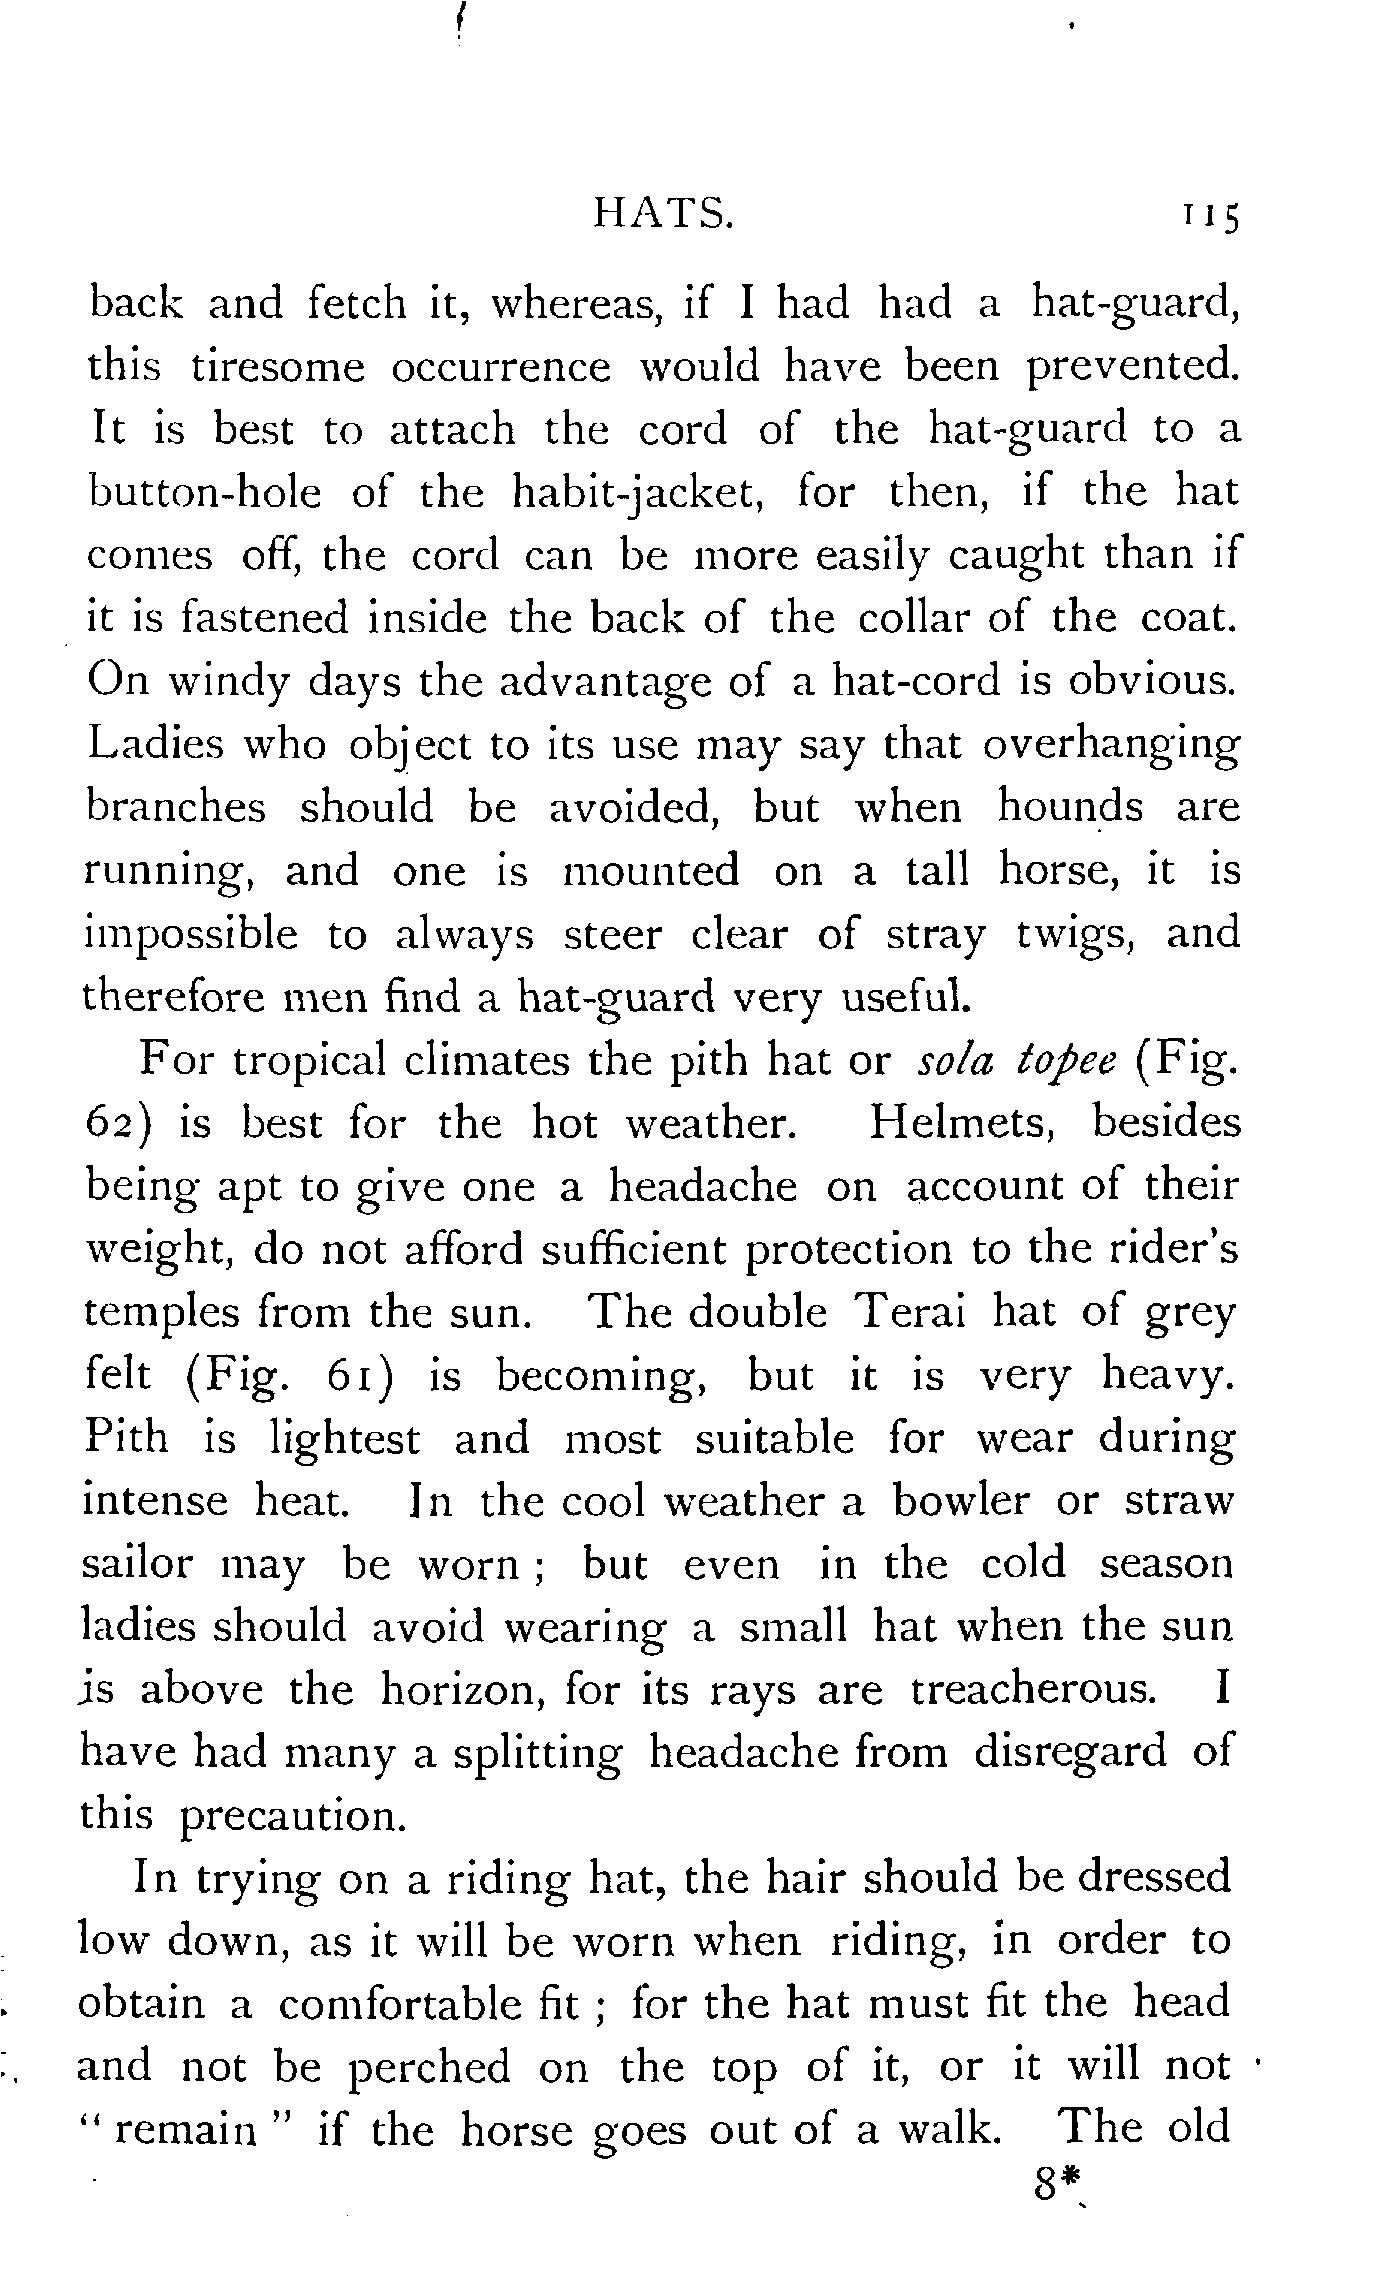 HATS. 115
back and fetch it, whereas, if I had had a hat-guard,
this tiresome occurrence would have been prevented.
It is best to attach the cord of the hat-guard to a
button-hole of the habit-jacket, for then, if the hat
comes off, the cord can be more easily caught than if
it is fastened inside the back of the collar of the coat.
On windy days the advantage of a hat-cord is obvious.
Ladies who object to its use may say that overhanging
branches should be avoided, but when hounds are
running, and one is mounted on a tall horse, it is
impossible to always steer clear of stray twigs, and
therefore men find a hat-guard very useful.
For tropical climates the pith hat or sola topee (Fig.
62) is best for the hot weather. Helmets, besides
being apt to give one a headache on account of their
weight, do not afford sufficient protection to the rider's
temples from the sun. The double Terai hat of grey
felt (Fig. 61) is becoming, but it is very heavy.
Pith is lightest and most suitable for wear during
intense heat. In the cool weather a bowler or straw
sailor may be worn ; but even in the cold season
ladies should avoid wearing a small hat when the sun
is above the horizon, for its rays are treacherous. I
have had many a splitting headache from disregard of
this precaution.
In trying on a riding hat, the hair should be dressed
low down, as it will be worn when riding, in order to
obtain a comfortable fit ; for the hat must fit the head
and not be perched on the top of it, or it will not
" remain " if the horse goes out of a walk. The old
8*